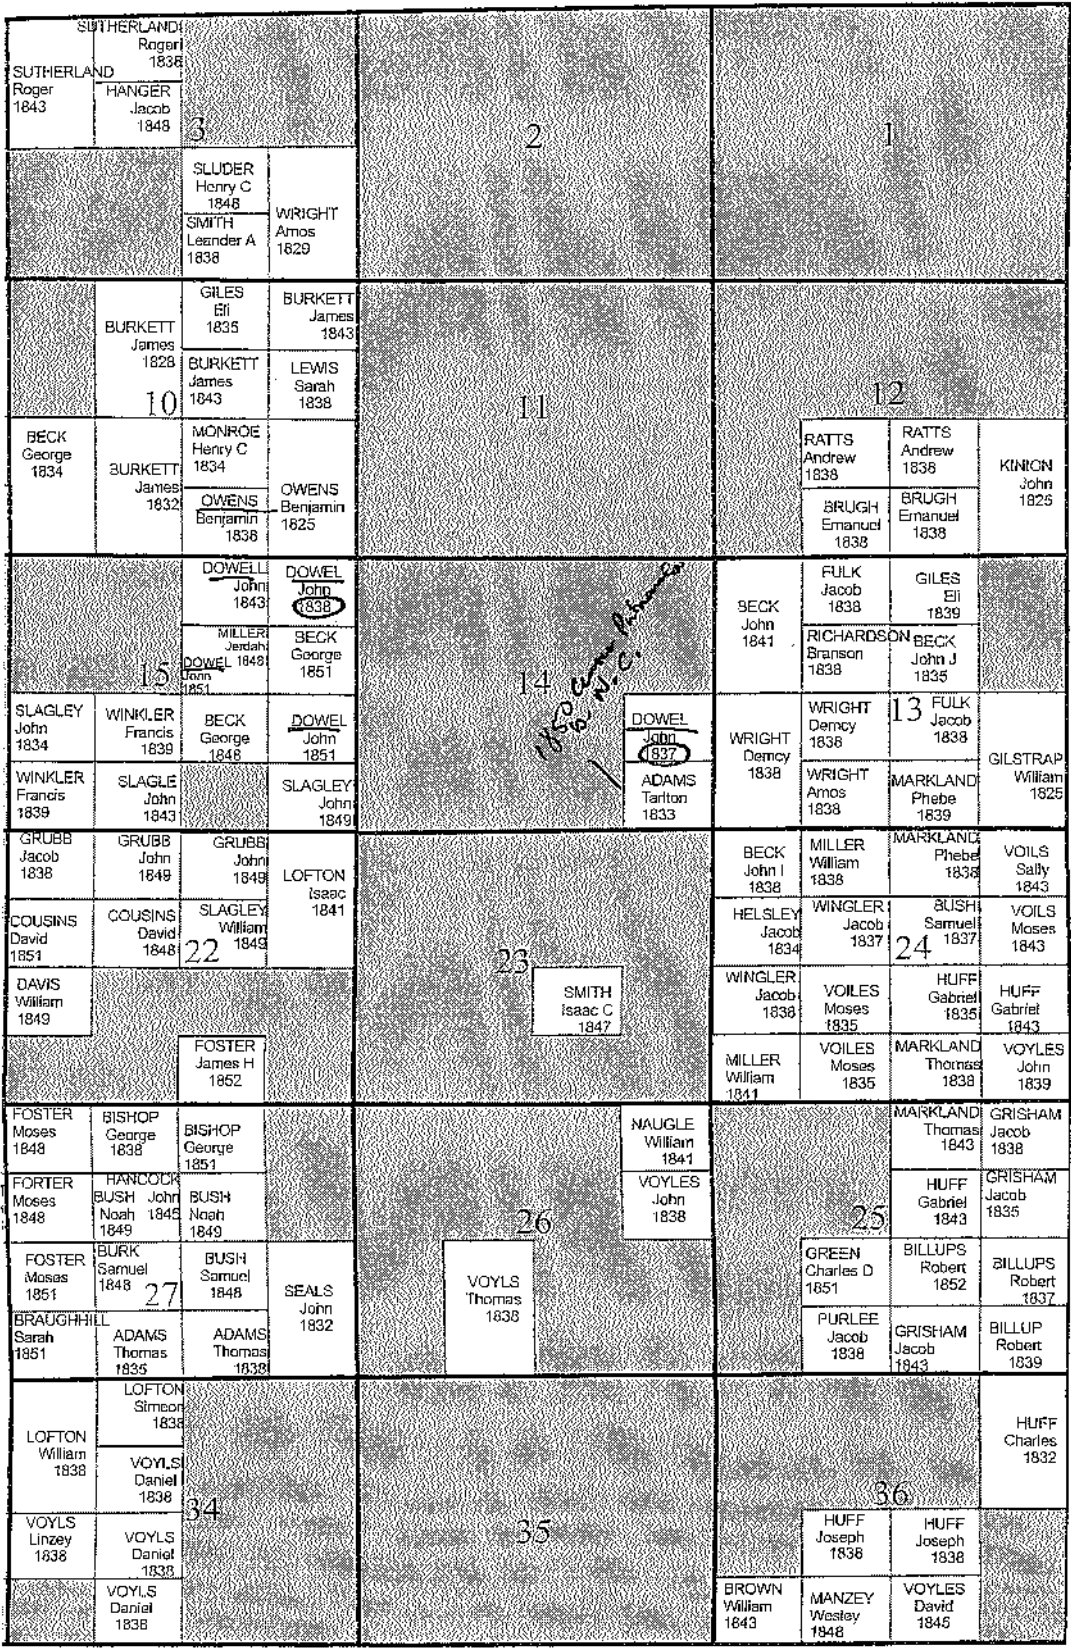 SUTHERLAND
Roger
1838
SUTHERLAND
Roger
1843
HANGER
Jacob
1848
3
2
1
SLUDER
Henry C
1848
SMITH
Leander A
1838
WRIGHT
Amos
1829
BURKETT
James
1828
GILES
Eli
1835
BURKETT
James
1843
BURKETT
James
1843
LEWIS
Sarah
1838
10
11
12
BECK
George
1834
BURKETT
James
1832
MONROE
Henry C
1834
OWENS
Benjamin
1838
OWENS
Benjamin
1825
RATTS
Andrew
1838
RATTS
Andrew
1838
KINION
John
1825
BRUGH
Emanuel
1838
BRUGH
Emanuel
1838
DOWELL
John
1843
DOWEL
John
1838
MILLER
Jerdah
1848
DOWEL
John
1851
BECK
George
1851
15
SLAGLEY
John
1834
WINKLER
Francis
1839
BECK
George
1848
DOWEL
John
1851
WINKLER
Francis
1839
SLAGLE
John
1843
SLAGLEY
John
1849
14
1850 Census
N.C.
DOWEL
John
1837
ADAMS
Tarlton
1833
BECK
John
1841
FULK
Jacob
1838
GILES
Eli
1839
RICHARDSON
Branson
1838
BECK
John J
1835
13
WRIGHT
Demcy
1838
WRIGHT
Demcy
1838
FULK
Jacob
1838
GILSTRAP
William
1825
WRIGHT
Amos
1838
MARKLAND
Phebe
1839
GRUBB
Jacob
1838
GRUBB
John
1849
GRUBB
John
1849
LOFTON
Isaac
1841
COUSINS
David
1851
COUSINS
David
1848
SLAGLEY
William
1849
22
DAVIS
William
1849
FOSTER
James H
1852
23
SMITH
Isaac C
1847
BECK
John I
1838
MILLER
William
1838
MARKLAND
Phebe
1838
VOILS
Sally
1843
HELSLEY
Jacob
1834
WINGLER
Jacob
1837
BUSH
Samuel
1837
VOILS
Moses
1843
24
WINGLER
Jacob
1838
VOILES
Moses
1835
HUFF
Gabriel
1835
HUFF
Gabriel
1843
MILLER
William
1841
VOILES
Moses
1835
MARKLAND
Thomas
1838
VOYLES
John
1839
FOSTER
Moses
1848
BISHOP
George
1838
BISHOP
George
1851
FORTER
Moses
1848
HANCOCK
John
1845
BUSH
Noah
1849
BUSH
Noah
1849
FOSTER
Moses
1851
BURK
Samuel
1848
27
BUSH
Samuel
1848
SEALS
John
1832
BRAUGHHILL
Sarah
1851
ADAMS
Thomas
1835
ADAMS
Thomas
1838
NAUGLE
William
1841
VOYLES
John
1838
26
VOYLS
Thomas
1838
MARKLAND
Thomas
1843
GRISHAM
Jacob
1838
25
HUFF
Gabriel
1843
GRISHAM
Jacob
1835
GREEN
Charles D
1851
BILLUPS
Robert
1852
BILLUPS
Robert
1837
PURLEE
Jacob
1838
GRISHAM
Jacob
1843
BILLUP
Robert
1839
LOFTON
William
1838
LOFTON
Simeon
1838
VOYLS
Daniel
1838
34
VOYLS
Linzey
1838
VOYLS
Daniel
1838
VOYLS
Daniel
1838
35
HUFF
Charles
1832
36
HUFF
Joseph
1838
HUFF
Joseph
1838
BROWN
William
1843
MANZEY
Wesley
1848
VOYLES
David
1845